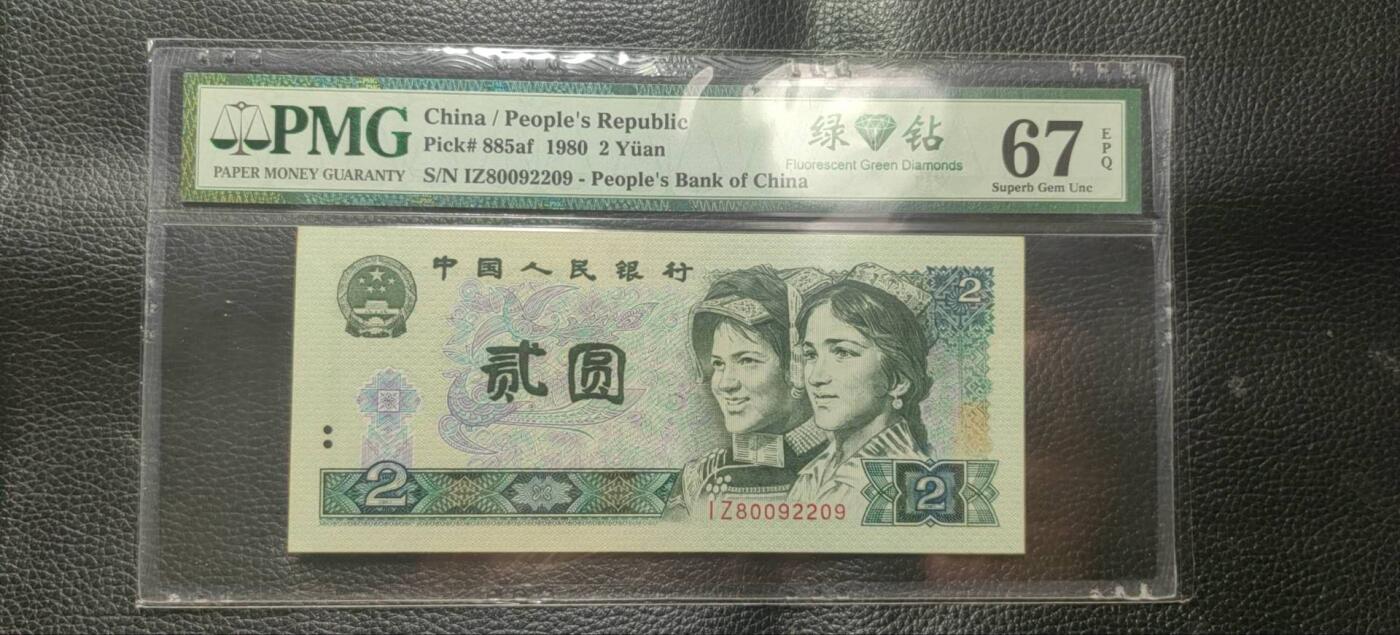 PMG
PAPER MONEY GUARANTY
China / People's Republic
Pick# 885af 1980 2 Yüan
S/N IZ80092209 - People's Bank of China
绿钻
Fluorescent Green Diamonds
67
EPQ
Superb Gem Unc
中国人民银行
2
贰圆
2
IZ80092209
2